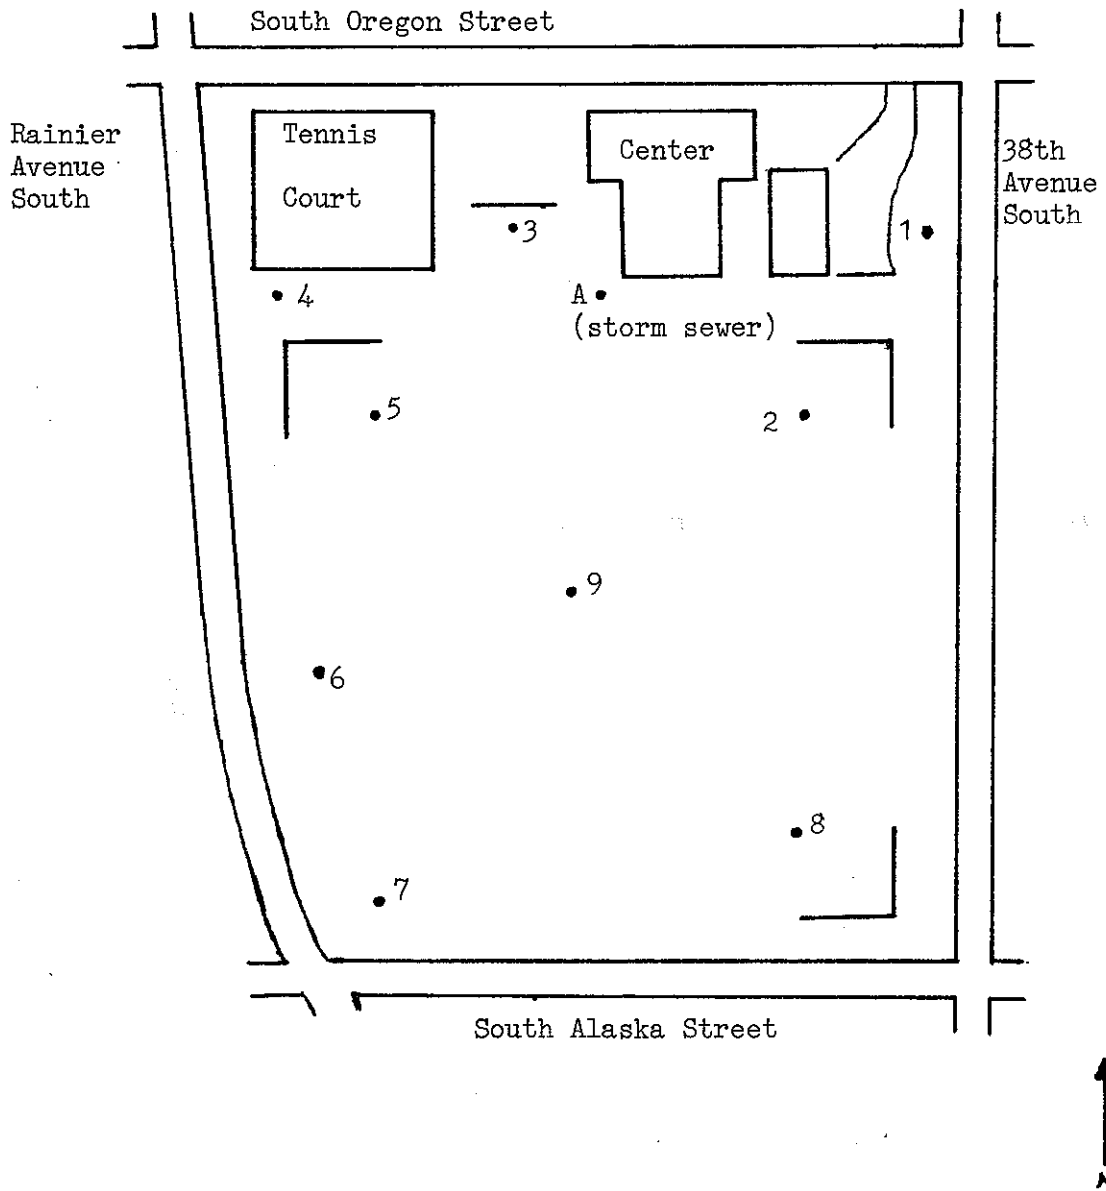 South Oregon Street
Rainier
Avenue
South
Tennis
Court
Center
38th
Avenue
South
1
3
4
A
(storm sewer)
5
2
9
6
8
7
South Alaska Street